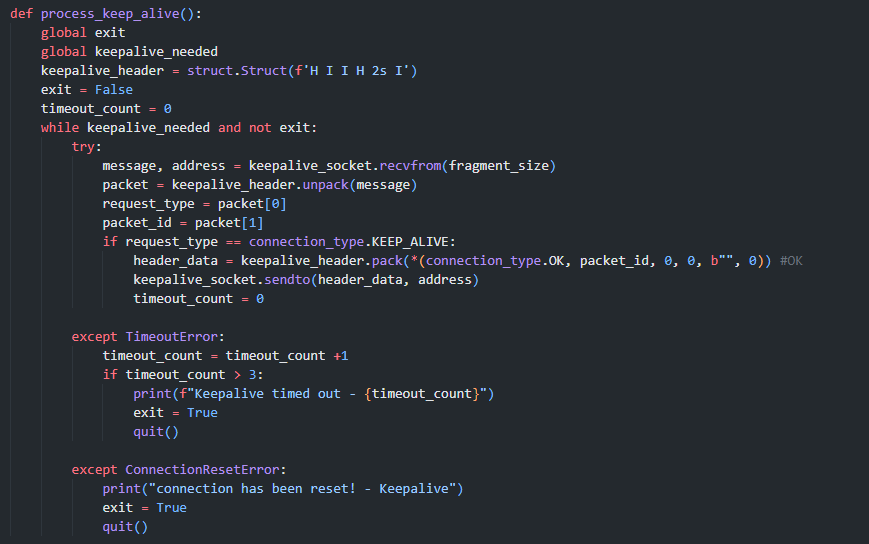 def process_keep_alive():
    global exit
    global keepalive_needed
    keepalive_header = struct.Struct(f'H I I H 2s I')
    exit = False
    timeout_count = 0
    while keepalive_needed and not exit:
        try:
            message, address = keepalive_socket.recvfrom(fragment_size)
            packet = keepalive_header.unpack(message)
            request_type = packet[0]
            packet_id = packet[1]
            if request_type == connection_type.KEEP_ALIVE:
                header_data = keepalive_header.pack(*(connection_type.OK, packet_id, 0, 0, b"", 0)) #OK
                keepalive_socket.sendto(header_data, address)
                timeout_count = 0

        except TimeoutError:
            timeout_count = timeout_count +1
            if timeout_count > 3:
                print(f"Keepalive timed out - {timeout_count}")
                exit = True
                quit()

        except ConnectionResetError:
            print("connection has been reset! - Keepalive")
            exit = True
            quit()